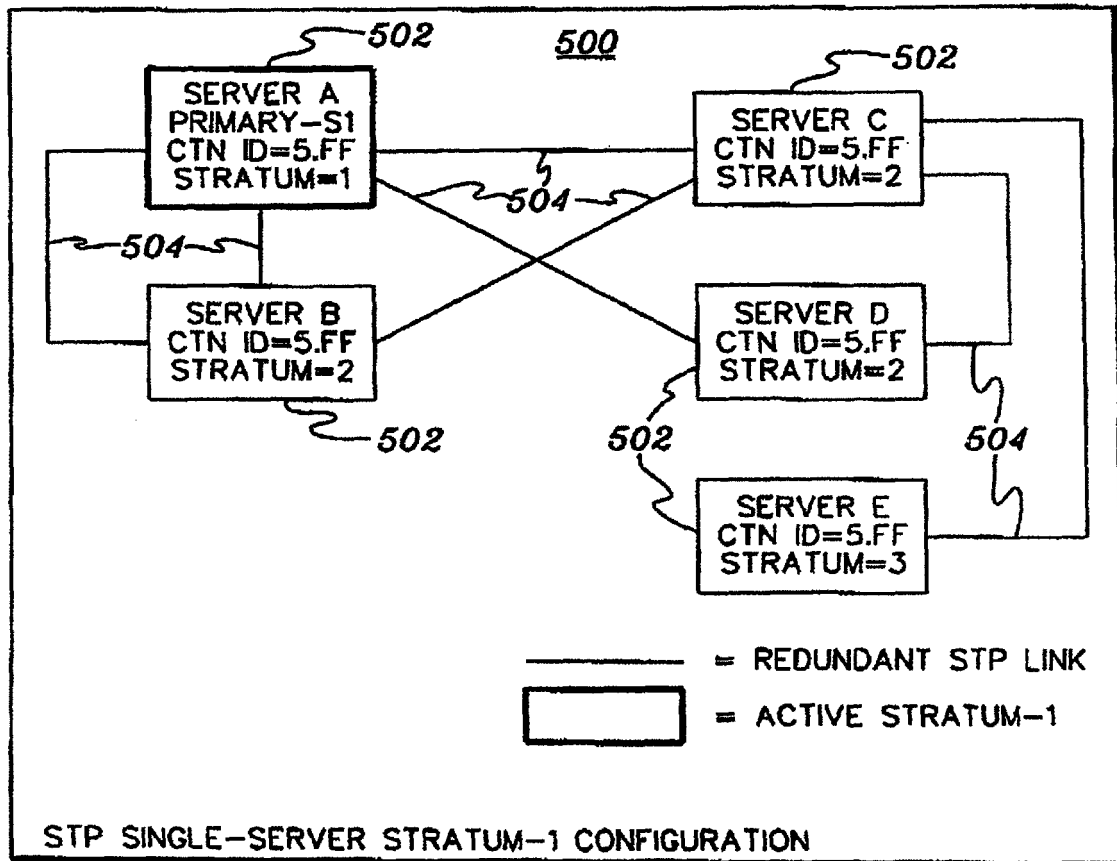 502
500
502
SERVER A
PRIMARY-S1
CTN ID=5.FF
STRATUM=1
SERVER C
CTN ID=5.FF
STRATUM=2
504
504
SERVER B
CTN ID=5.FF
STRATUM=2
SERVER D
CTN ID=5.FF
STRATUM=2
502
502
504
SERVER E
CTN ID=5.FF
STRATUM=3
= REDUNDANT STP LINK
= ACTIVE STRATUM-1
STP SINGLE-SERVER STRATUM-1 CONFIGURATION